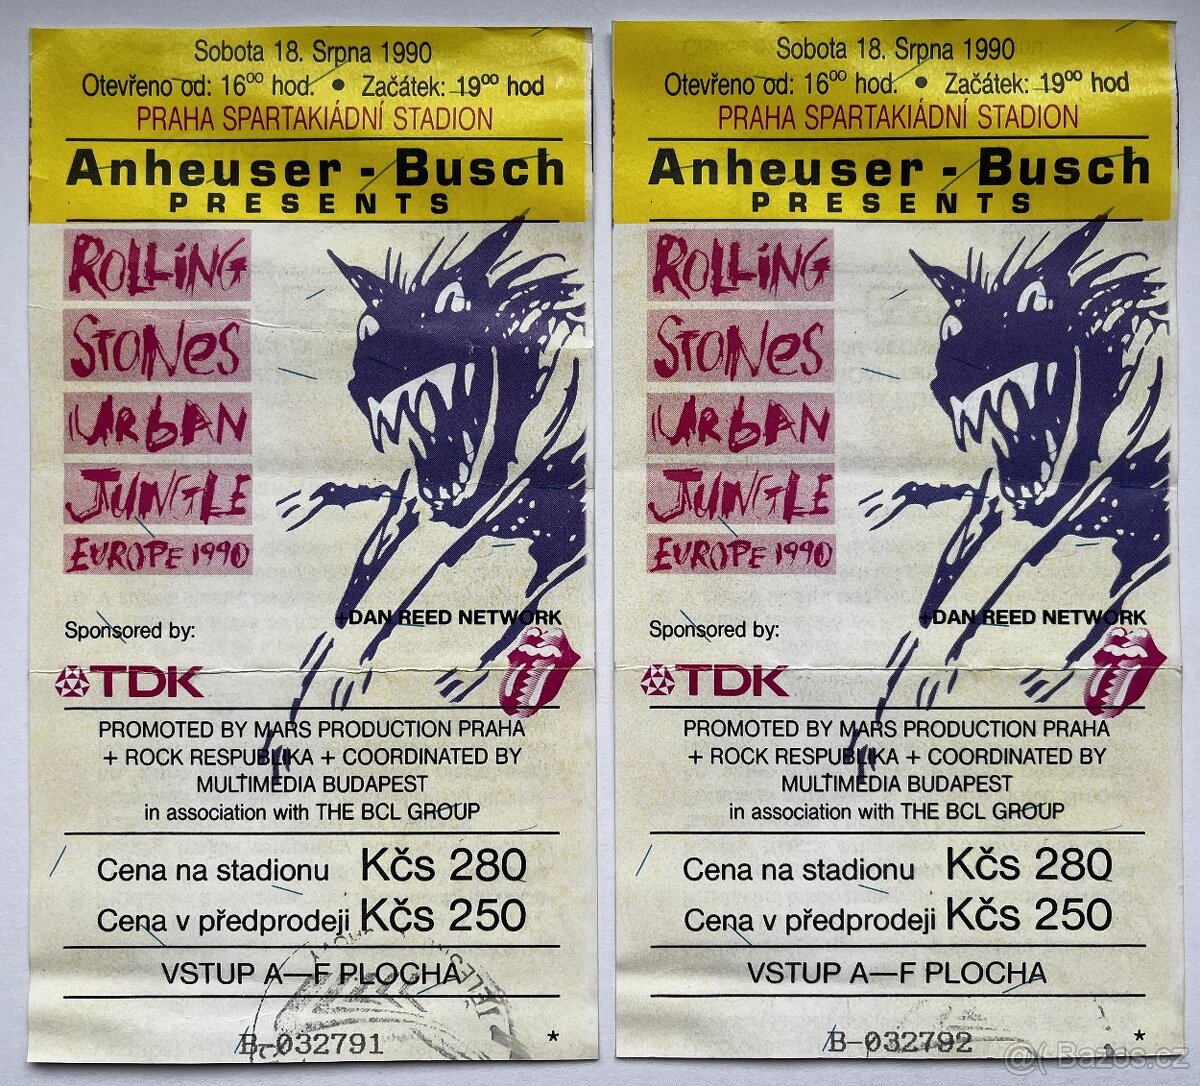 Sobota 18. Srpna 1990
Otevřeno od: 16⁰⁰ hod. • Začátek: 19⁰⁰ hod
PRAHA SPARTAKIÁDNÍ STADION
Anheuser - Busch
PRESENTS
ROLLiNG
STONeS
URbAN
JUNGLE
EUROPE 1990
+DAN REED NETWORK
Sponsored by:
TDK
PROMOTED BY MARS PRODUCTION PRAHA
+ ROCK RESPUBLIKA + COORDINATED BY
MULTIMEDIA BUDAPEST
in association with THE BCL GROUP
Cena na stadionu Kčs 280
Cena v předprodeji Kčs 250
VSTUP A—F PLOCHA
B-032791 *
Sobota 18. Srpna 1990
Otevřeno od: 16⁰⁰ hod. • Začátek: 19⁰⁰ hod
PRAHA SPARTAKIÁDNÍ STADION
Anheuser - Busch
PRESENTS
ROLLiNG
STONeS
URbAN
JUNGLE
EUROPE 1990
+DAN REED NETWORK
Sponsored by:
TDK
PROMOTED BY MARS PRODUCTION PRAHA
+ ROCK RESPUBLIKA + COORDINATED BY
MULTIMEDIA BUDAPEST
in association with THE BCL GROUP
Cena na stadionu Kčs 280
Cena v předprodeji Kčs 250
VSTUP A—F PLOCHA
B-032792 *
Bazos.cz